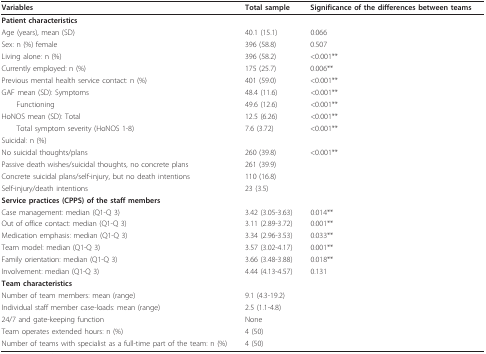 Variables Total sample Significance of the differences between teams
Patient characteristics
Age (years), mean (SD) 40.1 (15.1) 0.066
Sex: n (%) female 396 (58.8) 0.507
Living alone: n (%) 396 (58.2) <0.001**
Currently employed: n (%) 175 (25.7) 0.006**
Previous mental health service contact: n (%) 401 (59.0) <0.001**
GAF mean (SD): Symptoms 48.4 (11.6) <0.001**
Functioning 49.6 (12.6) <0.001**
HoNOS mean (SD): Total 12.5 (6.26) <0.001**
Total symptom severity (HoNOS 1-8) 7.6 (3.72) <0.001**
Suicidal: n (%)
No suicidal thoughts/plans 260 (39.8) <0.001**
Passive death wishes/suicidal thoughts, no concrete plans 261 (39.9)
Concrete suicidal plans/self-injury, but no death intentions 110 (16.8)
Self-injury/death intentions 23 (3.5)
Service practices (CPPS) of the staff members
Case management: median (Q1-Q 3) 3.42 (3.05-3.63) 0.014**
Out of office contact: median (Q1-Q 3) 3.11 (2.89-3.72) 0.001**
Medication emphasis: median (Q1-Q 3) 3.34 (2.96-3.53) 0.033**
Team model: median (Q1-Q 3) 3.57 (3.02-4.17) 0.001**
Family orientation: median (Q1-Q 3) 3.66 (3.48-3.88) 0.018**
Involvement: median (Q1-Q 3) 4.44 (4.13-4.57) 0.131
Team characteristics
Number of team members: mean (range) 9.1 (4.3-19.2)
Individual staff member case-loads: mean (range) 2.5 (1.1-4.8)
24/7 and gate-keeping function None
Team operates extended hours: n (%) 4 (50)
Number of teams with specialist as a full-time part of the team: n (%) 4 (50)